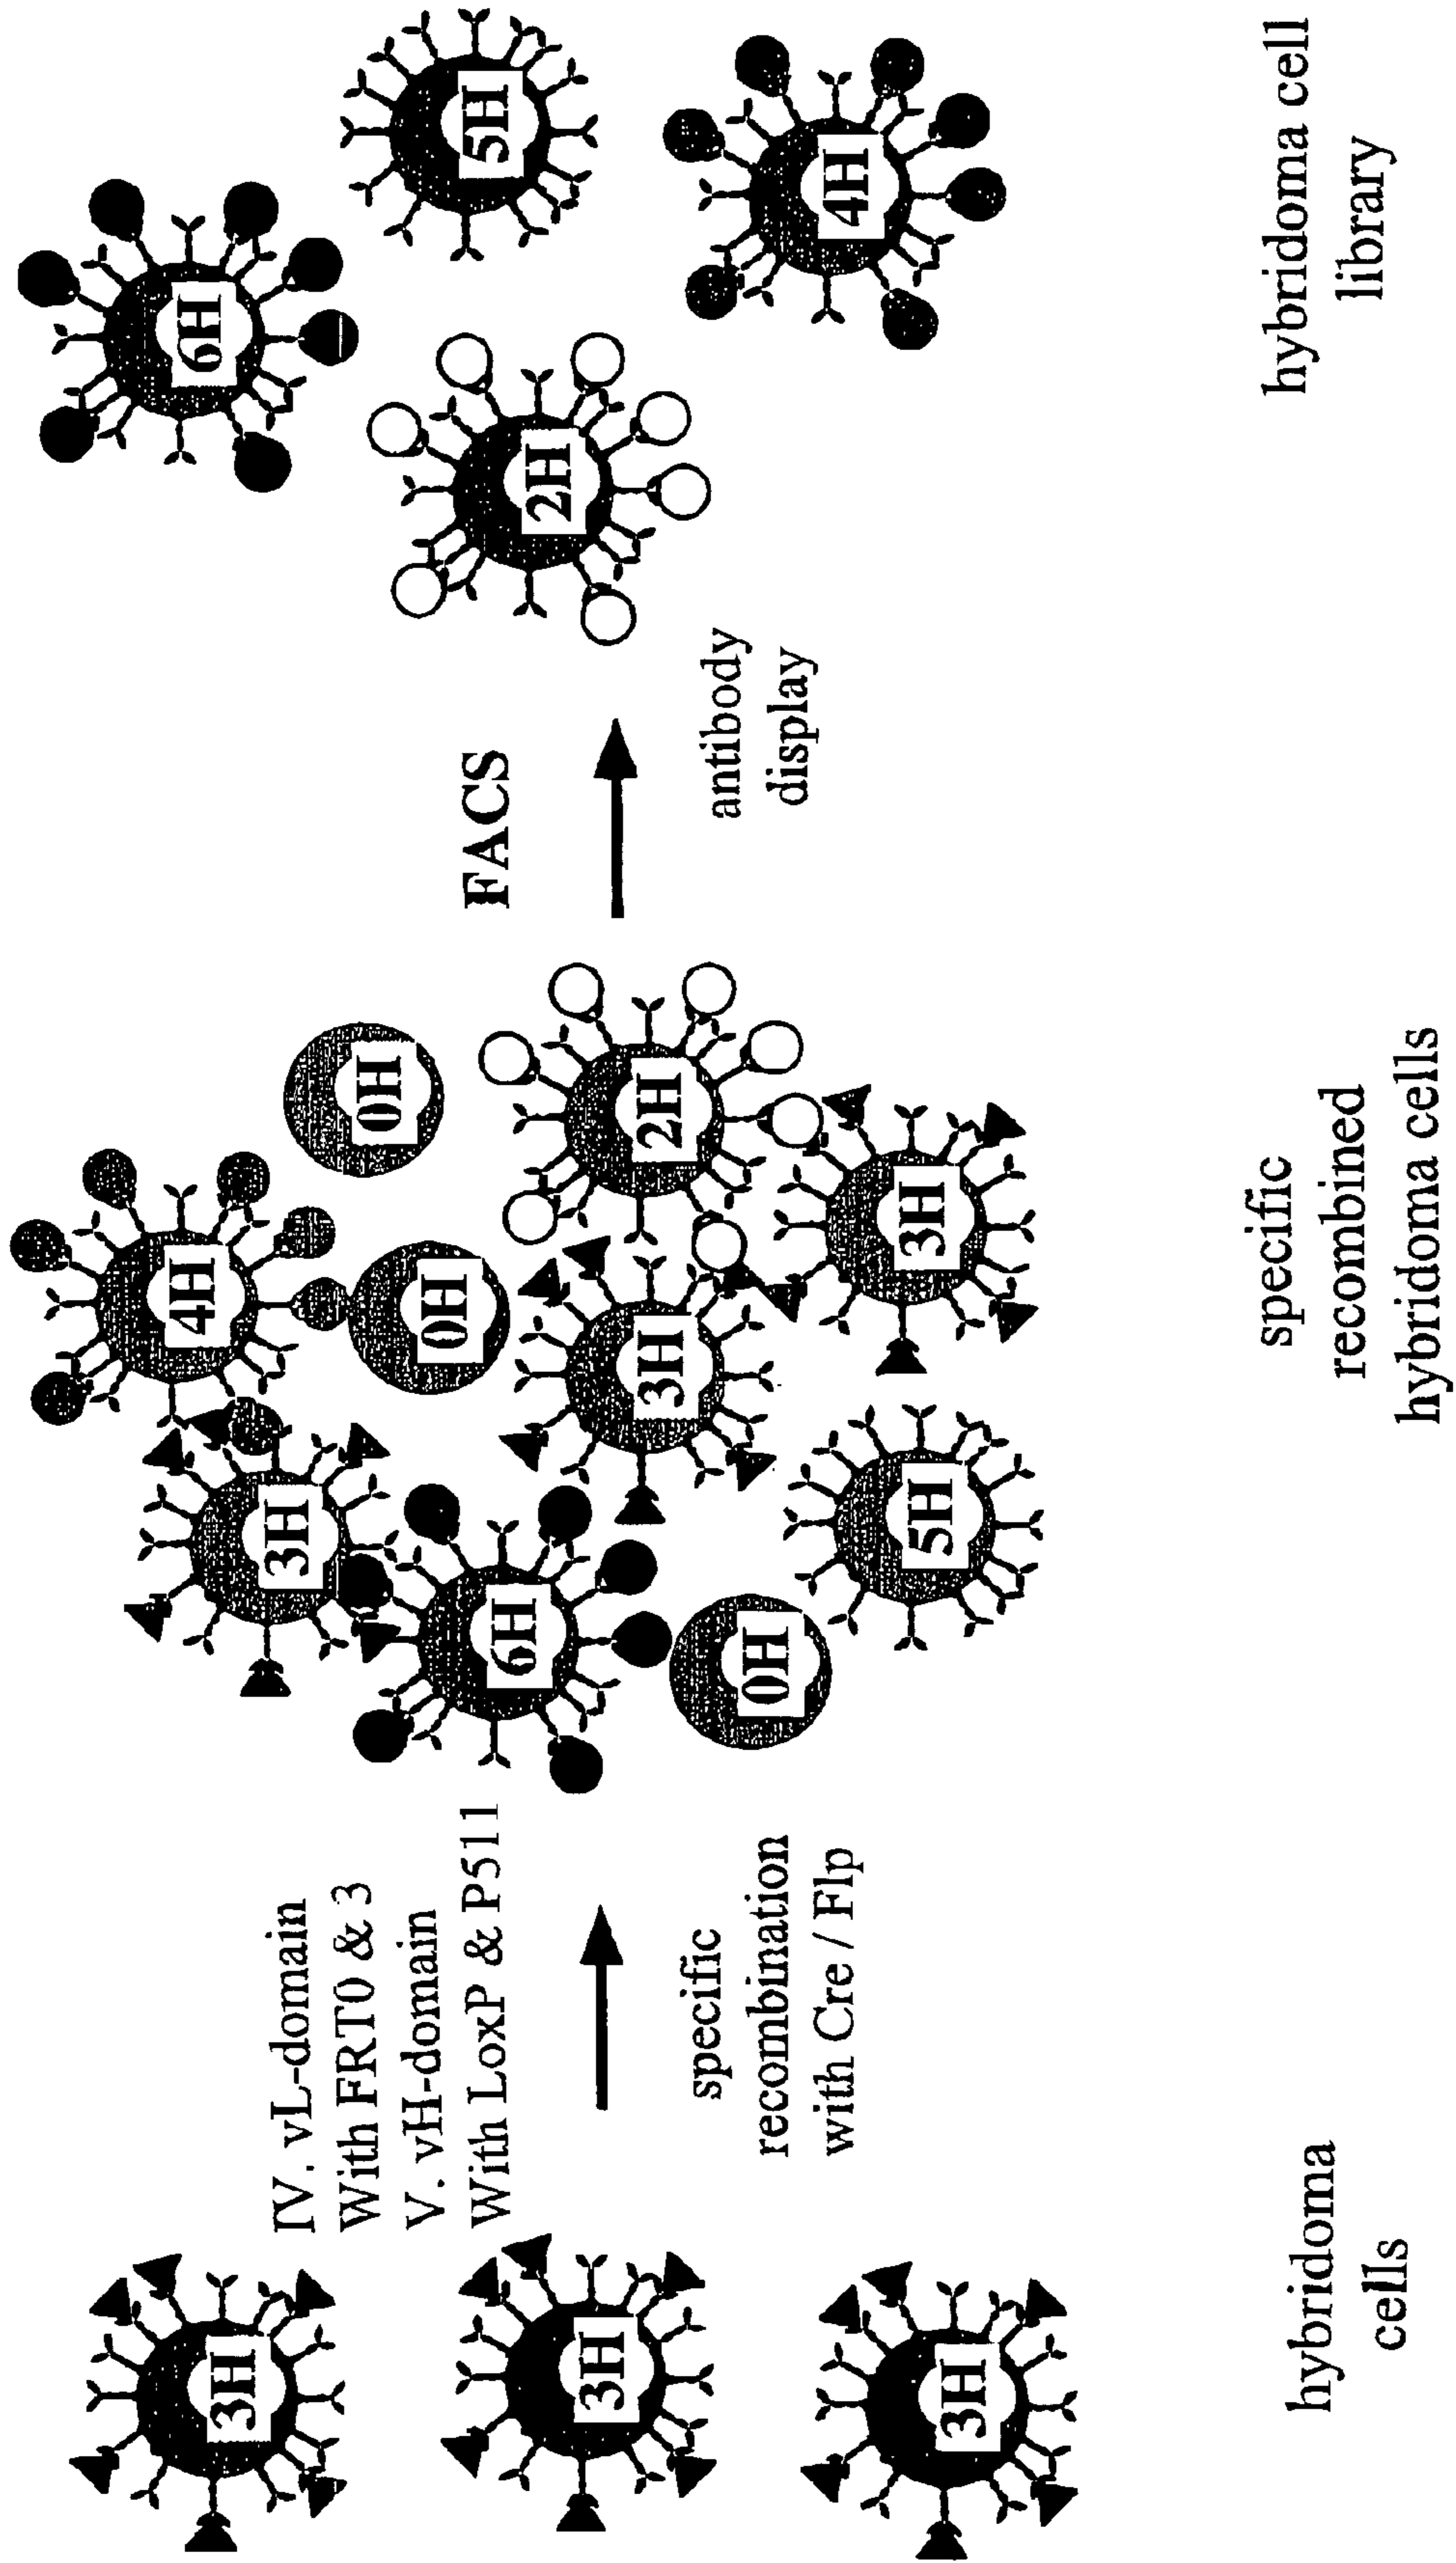 3H
3H
3H
IV. vL-domain
With FRT0 & 3
V. vH-domain
With LoxP & P511
specific
recombination
with Cre / Flp
4H
3H
0H
0H
6H
3H
2H
0H
3H
5H
FACS
antibody
display
6H
5H
2H
4H
hybridoma
cells
specific
recombined
hybridoma cells
hybridoma cell
library